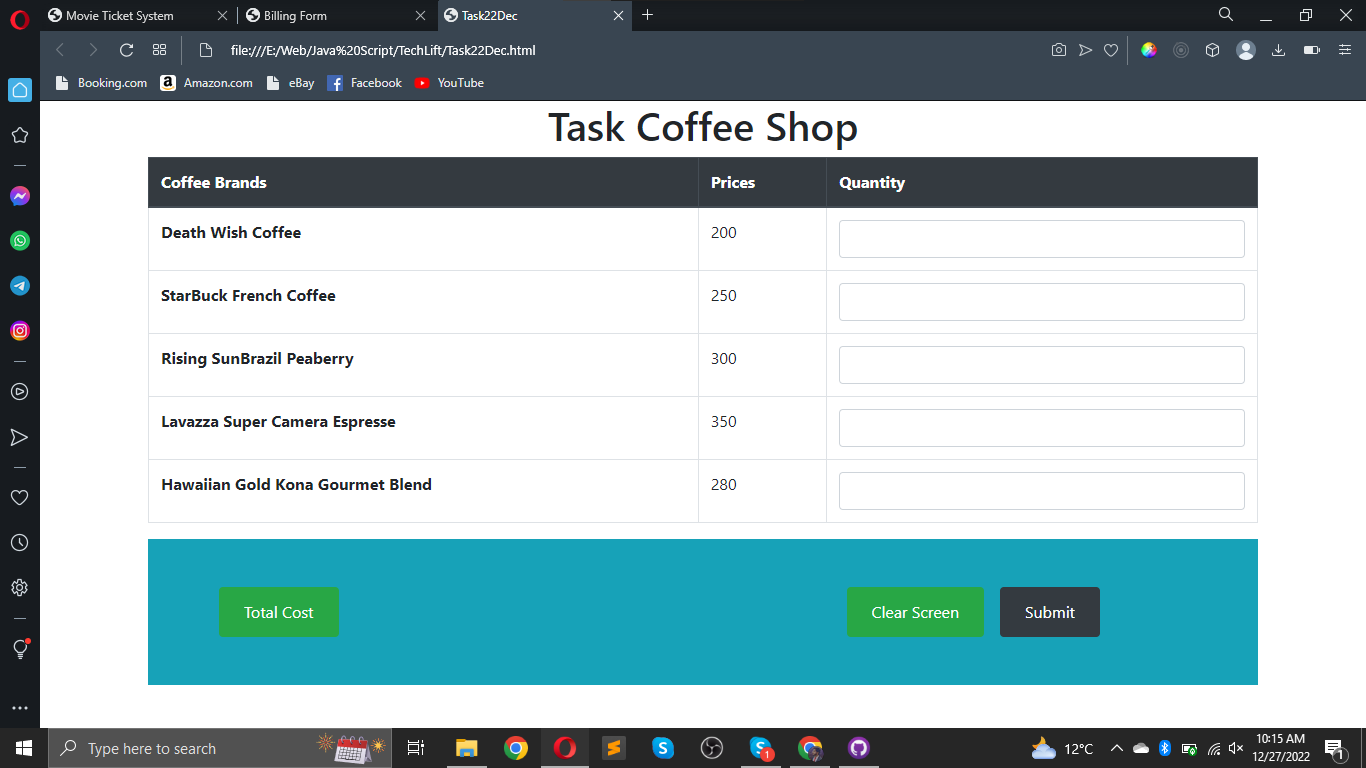 Movie Ticket System
Billing Form
Task22Dec
file:///E:/Web/Java%20Script/TechLift/Task22Dec.html
Booking.com
a Amazon.com
eBay
f Facebook
YouTube
Task Coffee Shop
Coffee Brands Prices Quantity
Death Wish Coffee 200
StarBuck French Coffee 250
Rising SunBrazil Peaberry 300
Lavazza Super Camera Espresse 350
Hawaiian Gold Kona Gourmet Blend 280
Total Cost
Clear Screen
Submit
Type here to search
S
S 1
12°C
10:15 AM
12/27/2022
1